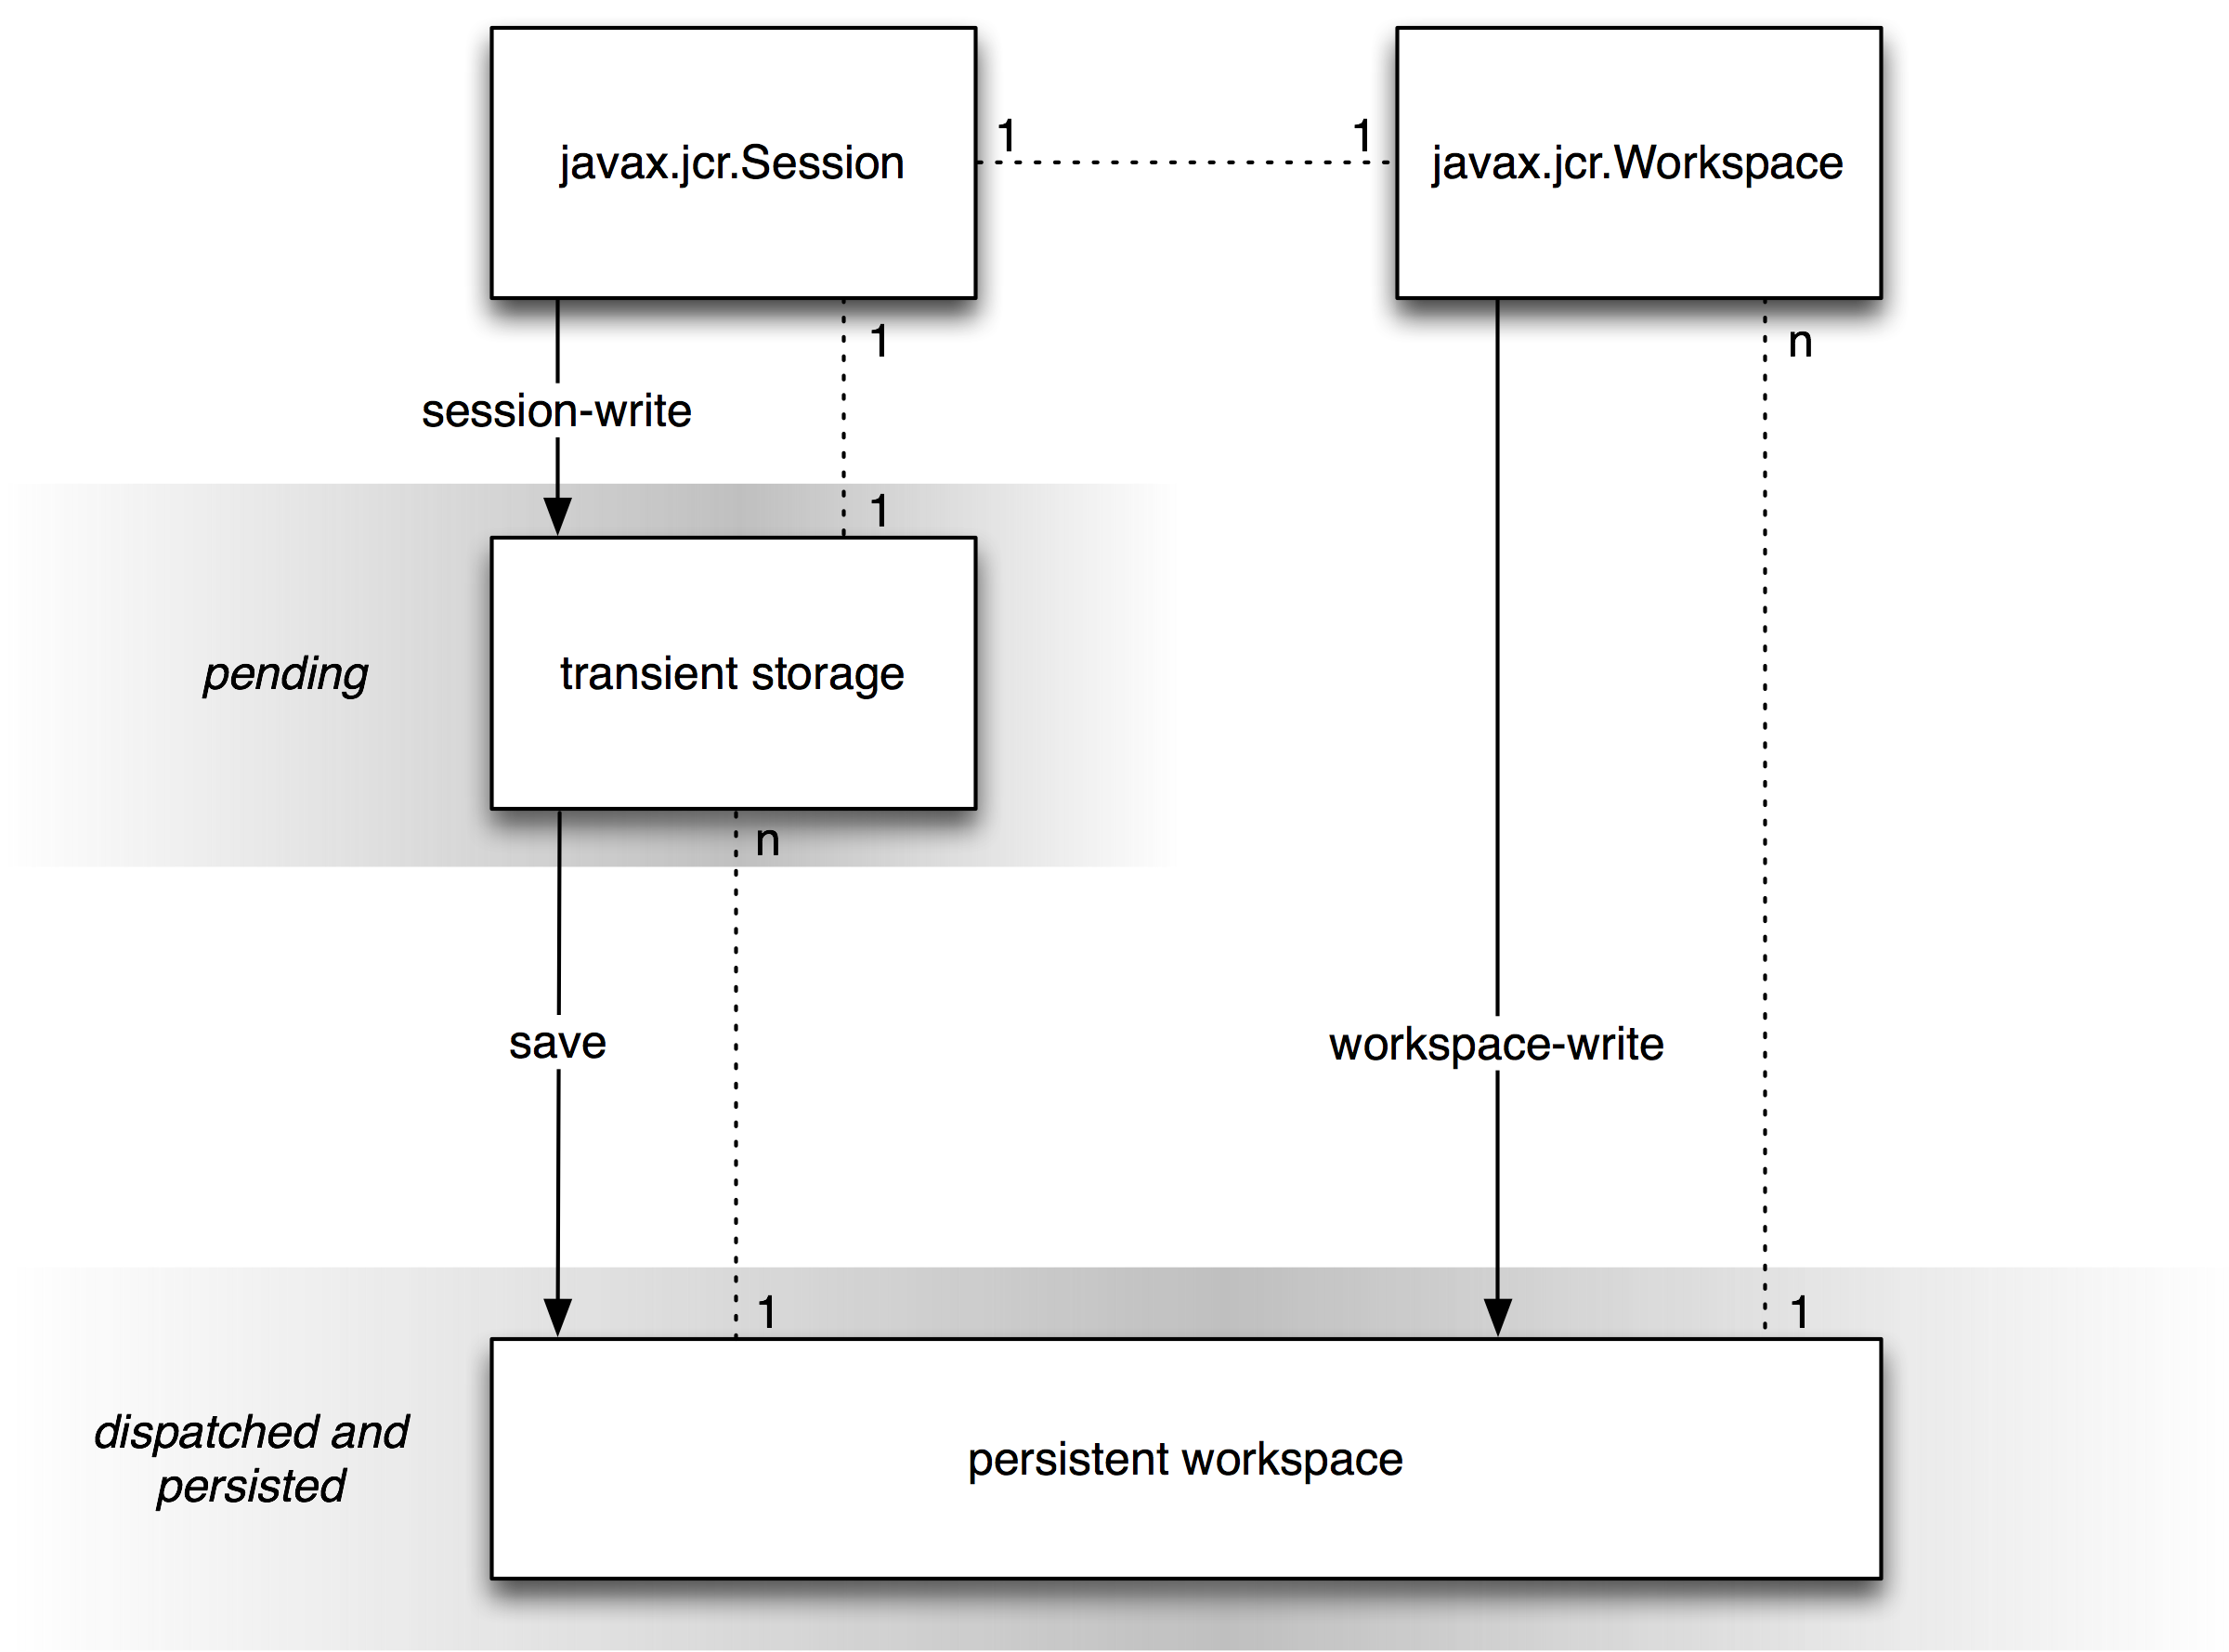 javax.jcr.Session
1
1
javax.jcr.Workspace
1
n
session-write
1
pending
transient storage
n
save
workspace-write
1
1
dispatched and
persisted
persistent workspace